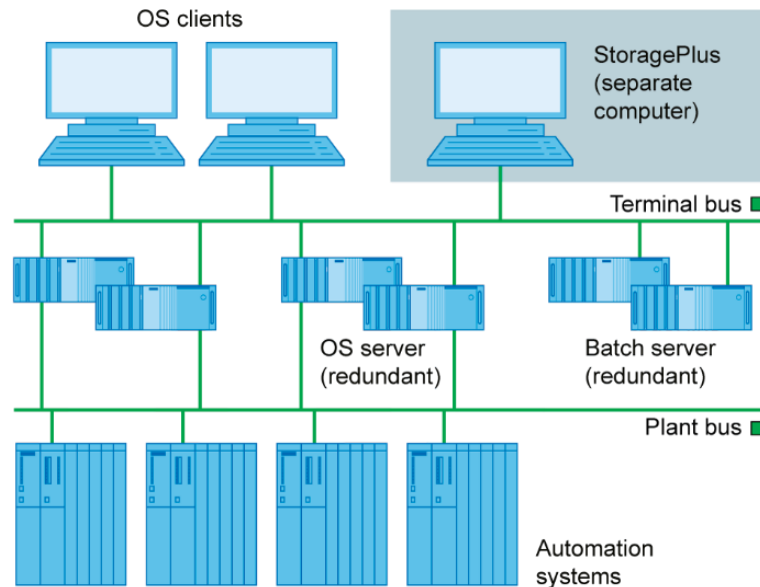 OS clients
StoragePlus
(separate
computer)
Terminal bus
OS server
(redundant)
Batch server
(redundant)
Plant bus
Automation
systems